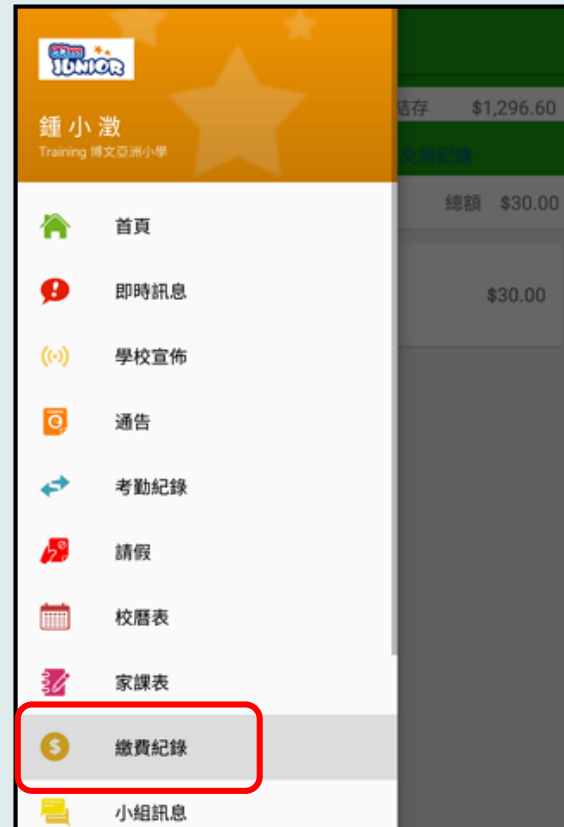 JUNIOR
鍾小瀓
Training 博文亞洲小學
首頁
即時訊息
學校宣佈
通告
考勤紀錄
請假
校曆表
家課表
繳費紀錄
小組訊息
結存 $1,296.60
交易紀錄
總額 $30.00
$30.00